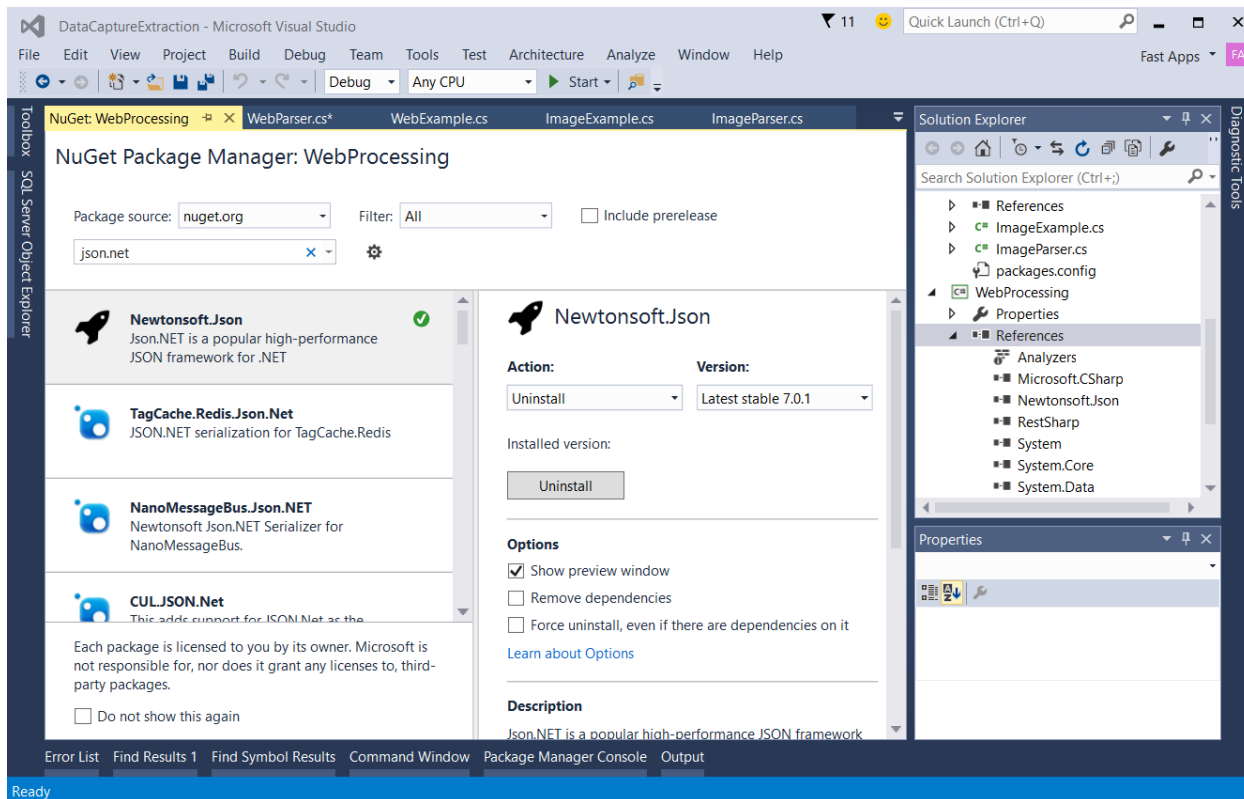 DataCaptureExtraction - Microsoft Visual Studio
11
Quick Launch (Ctrl+Q)
File Edit View Project Build Debug Team Tools Test Architecture Analyze Window Help
Fast Apps
FA
Debug
Any CPU
Start
Toolbox
SQL Server Object Explorer
NuGet: WebProcessing
WebParser.cs*
WebExample.cs
ImageExample.cs
ImageParser.cs
NuGet Package Manager: WebProcessing
Package source: nuget.org
Filter: All
Include prerelease
json.net
Newtonsoft.Json
Json.NET is a popular high-performance
JSON framework for .NET
TagCache.Redis.Json.Net
JSON.NET serialization for TagCache.Redis
NanoMessageBus.Json.NET
Newtonsoft Json.NET Serializer for
NanoMessageBus.
CUL.JSON.Net
This adds support for JSON.Net as the
Each package is licensed to you by its owner. Microsoft is
not responsible for, nor does it grant any licenses to, third-
party packages.
Do not show this again
Newtonsoft.Json
Action:
Version:
Uninstall
Latest stable 7.0.1
Installed version:
Uninstall
Options
Show preview window
Remove dependencies
Force uninstall, even if there are dependencies on it
Learn about Options
Description
Json.NET is a popular high-performance JSON framework
Solution Explorer
Search Solution Explorer (Ctrl+;)
References
C# ImageExample.cs
C# ImageParser.cs
packages.config
C# WebProcessing
Properties
References
Analyzers
Microsoft.CSharp
Newtonsoft.Json
RestSharp
System
System.Core
System.Data
Properties
Diagnostic Tools
Error List
Find Results 1
Find Symbol Results
Command Window
Package Manager Console
Output
Ready